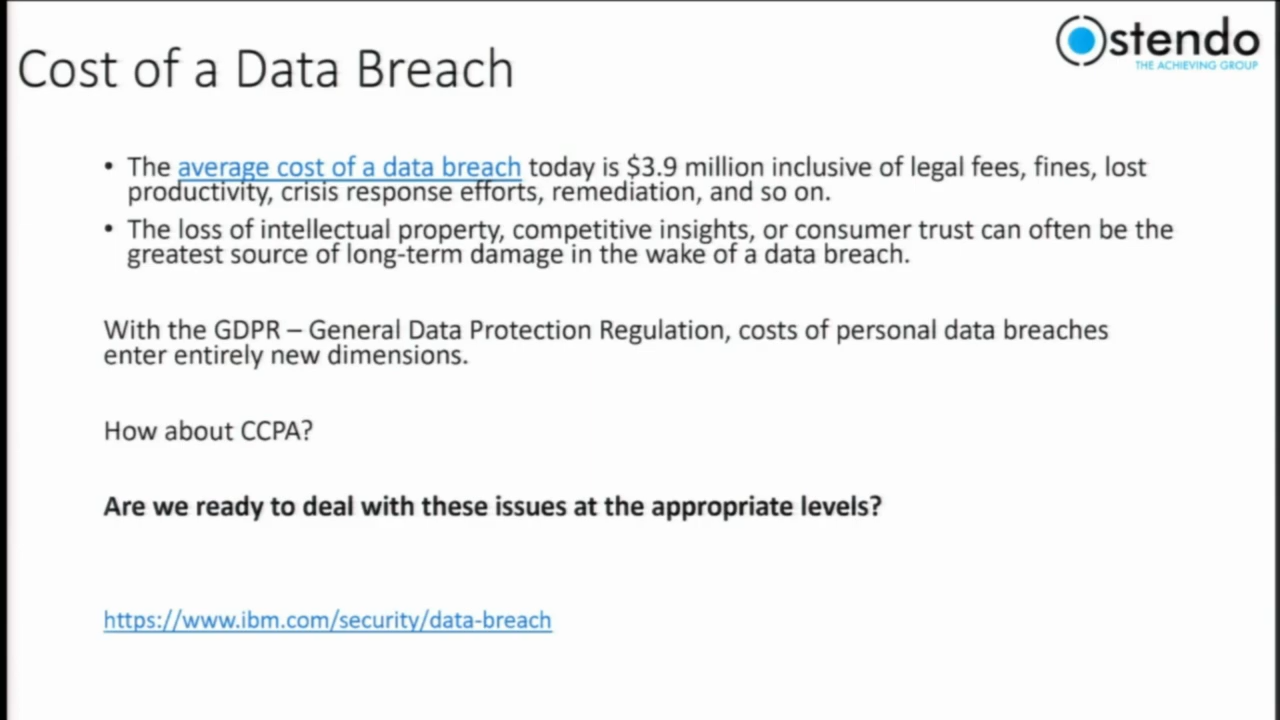 Cost of a Data Breach
Ostendo
THE ACHIEVING GROUP
• The average cost of a data breach today is $3.9 million inclusive of legal fees, fines, lost
productivity, crisis response efforts, remediation, and so on.
• The loss of intellectual property, competitive insights, or consumer trust can often be the
greatest source of long-term damage in the wake of a data breach.
With the GDPR – General Data Protection Regulation, costs of personal data breaches
enter entirely new dimensions.
How about CCPA?
Are we ready to deal with these issues at the appropriate levels?
https://www.ibm.com/security/data-breach